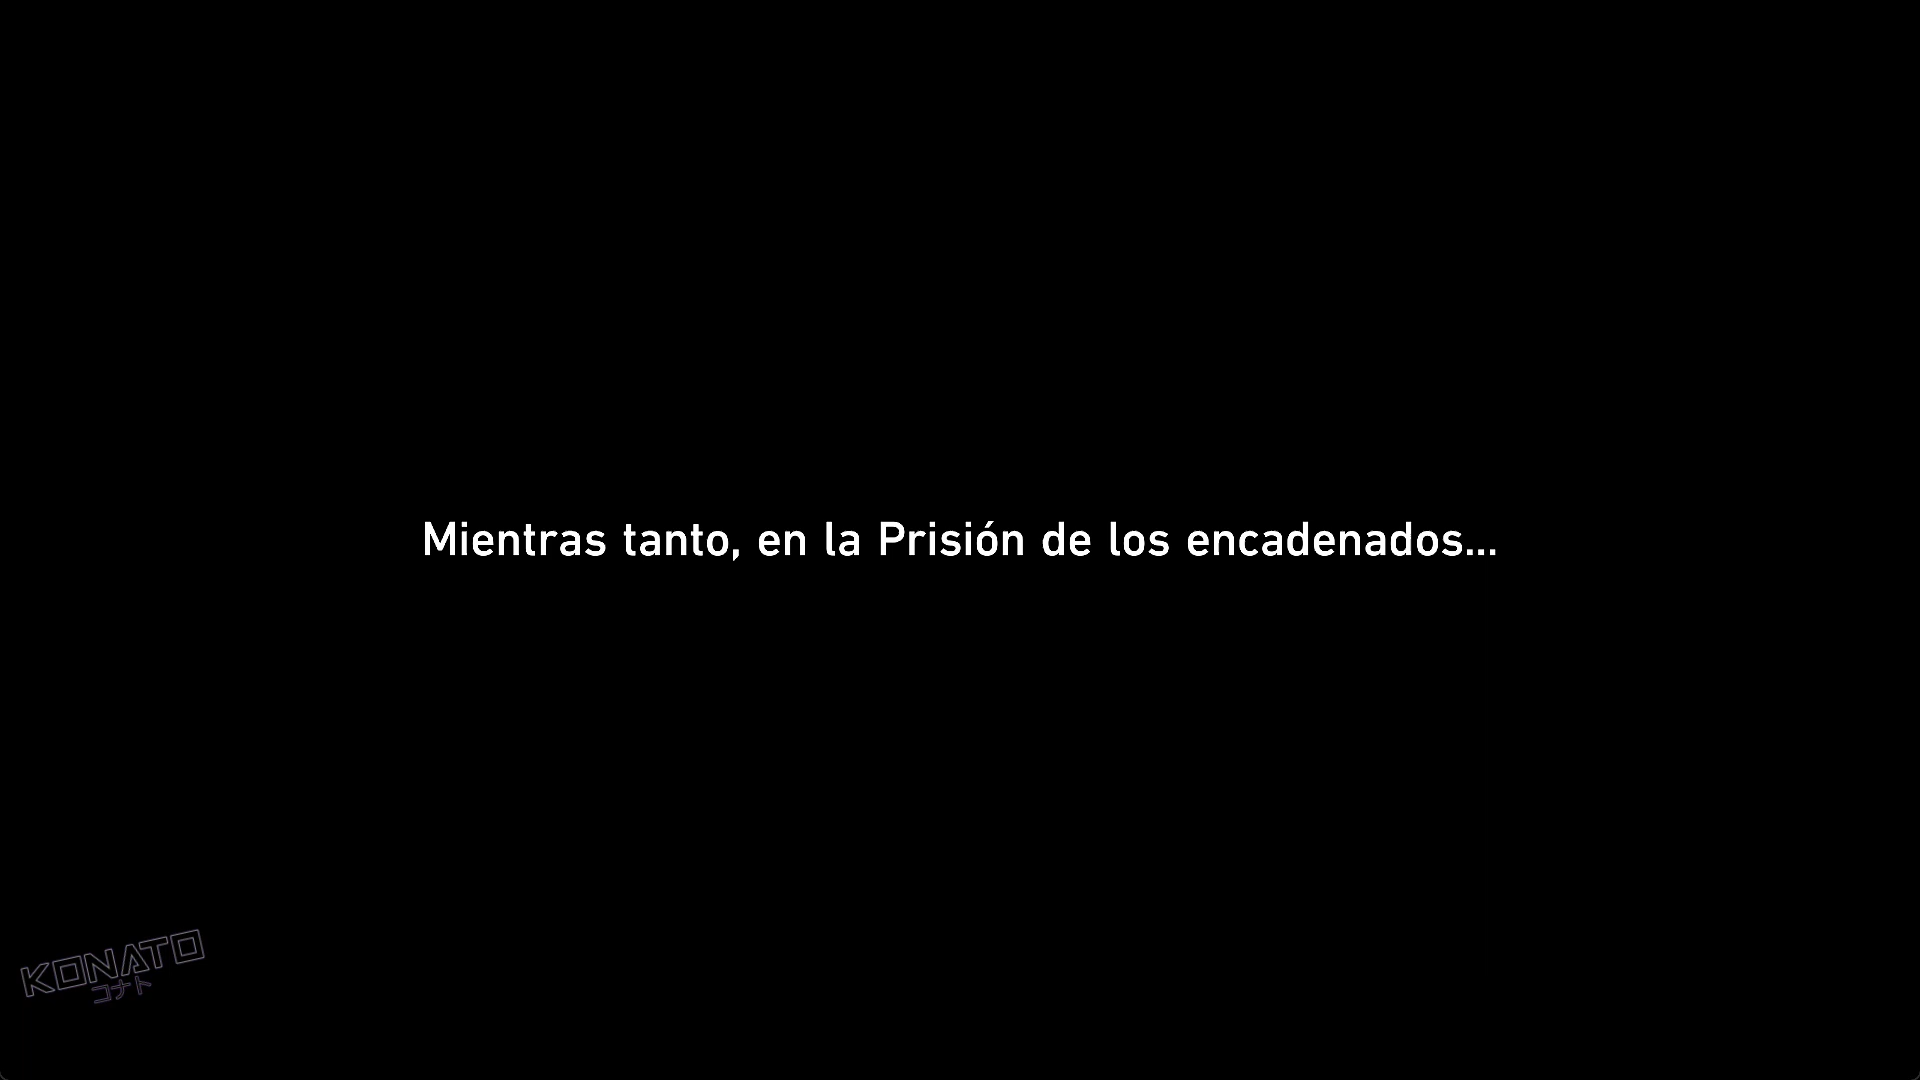 Mientras tanto, en la Prisión de los encadenados...
KONATO
コナト